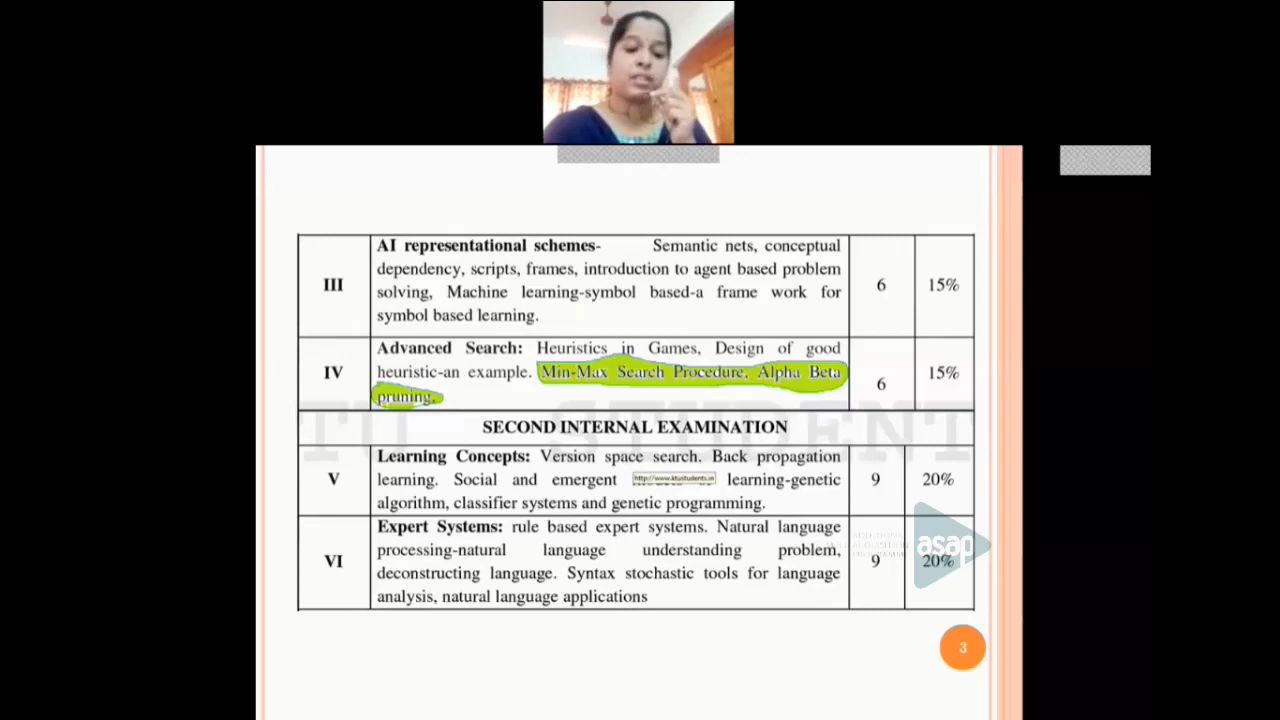 AI representational schemes- Semantic nets, conceptual
dependency, scripts, frames, introduction to agent based problem
III
solving, Machine learning-symbol based-a frame work for
6
15%
symbol based learning.
Advanced Search: Heuristics in Games, Design of good
IV
heuristic-an example. Min-Max Search Procedure, Alpha Beta
6
15%
pruning.
SECOND INTERNAL EXAMINATION
Learning Concepts: Version space search. Back propagation
V
learning. Social and emergent learning-genetic
http://www.ktustudents.in
9
20%
algorithm, classifier systems and genetic programming.
Expert Systems: rule based expert systems. Natural language
processing-natural language understanding problem,
VI
deconstructing language. Syntax stochastic tools for language
9
20%
analysis, natural language applications
asap
3